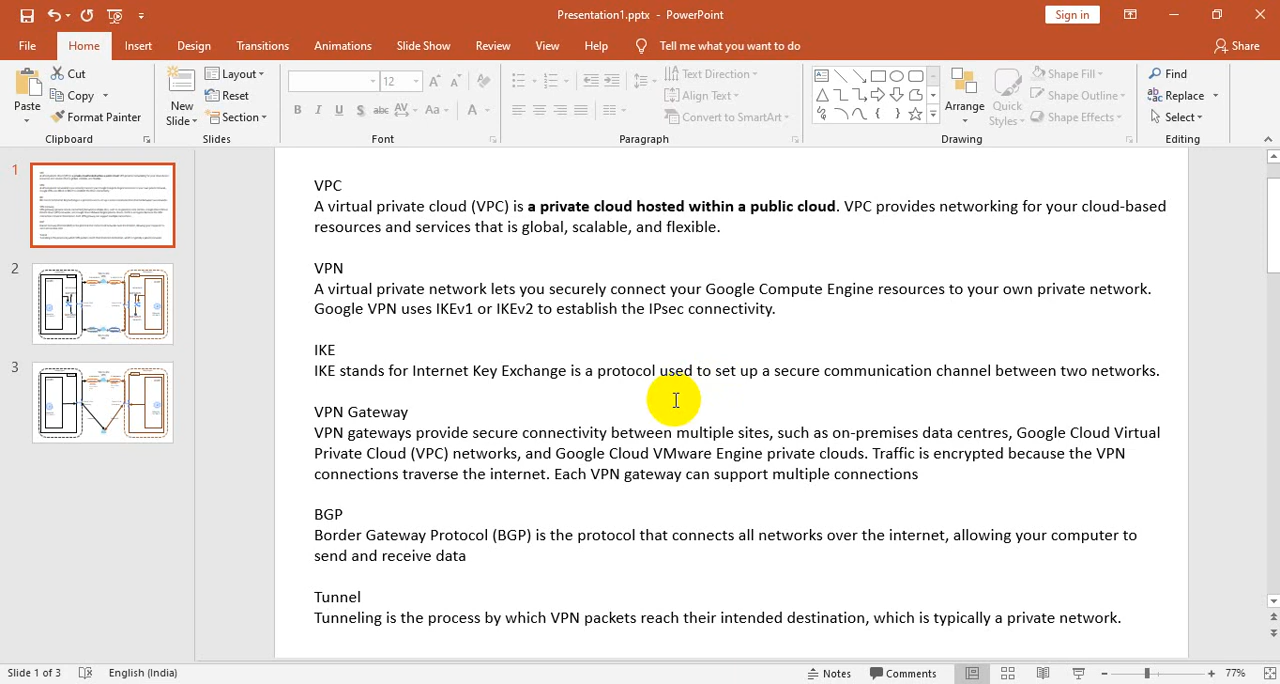 Presentation1.pptx - PowerPoint
Sign in
File Home Insert Design Transitions Animations Slide Show Review View Help Tell me what you want to do Share
Paste
Cut
Copy
Format Painter
Clipboard
New
Slide
Layout
Reset
Section
Slides
12
B I U S abc AV Aa A
Font
Text Direction
Align Text
Convert to SmartArt
Paragraph
Arrange
Quick
Styles
Shape Fill
Shape Outline
Shape Effects
Drawing
Find
Replace
Select
Editing
1
2
3
VPC
A virtual private cloud (VPC) is a private cloud hosted within a public cloud. VPC provides networking for your cloud-based
resources and services that is global, scalable, and flexible.
VPN
A virtual private network lets you securely connect your Google Compute Engine resources to your own private network.
Google VPN uses IKEv1 or IKEv2 to establish the IPsec connectivity.
IKE
IKE stands for Internet Key Exchange is a protocol used to set up a secure communication channel between two networks.
VPN Gateway
VPN gateways provide secure connectivity between multiple sites, such as on-premises data centres, Google Cloud Virtual
Private Cloud (VPC) networks, and Google Cloud VMware Engine private clouds. Traffic is encrypted because the VPN
connections traverse the internet. Each VPN gateway can support multiple connections
BGP
Border Gateway Protocol (BGP) is the protocol that connects all networks over the internet, allowing your computer to
send and receive data
Tunnel
Tunneling is the process by which VPN packets reach their intended destination, which is typically a private network.
Slide 1 of 3 English (India) Notes Comments 77%